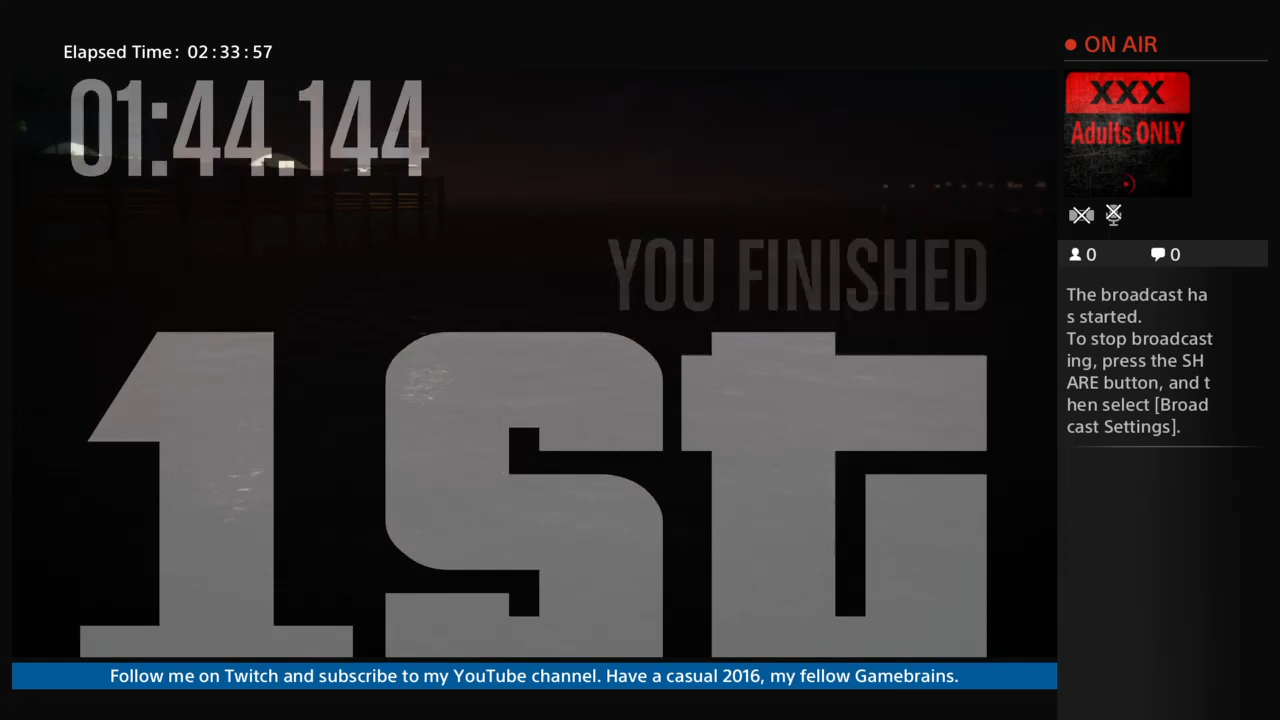 Elapsed Time: 02:33:57
01:44.144
YOU FINISHED
1st
Follow me on Twitch and subscribe to my YouTube channel. Have a casual 2016, my fellow Gamebrains.
ON AIR
XXX
Adults ONLY
0 0
The broadcast ha
s started.
To stop broadcast
ing, press the SH
ARE button, and t
hen select [Broad
cast Settings].